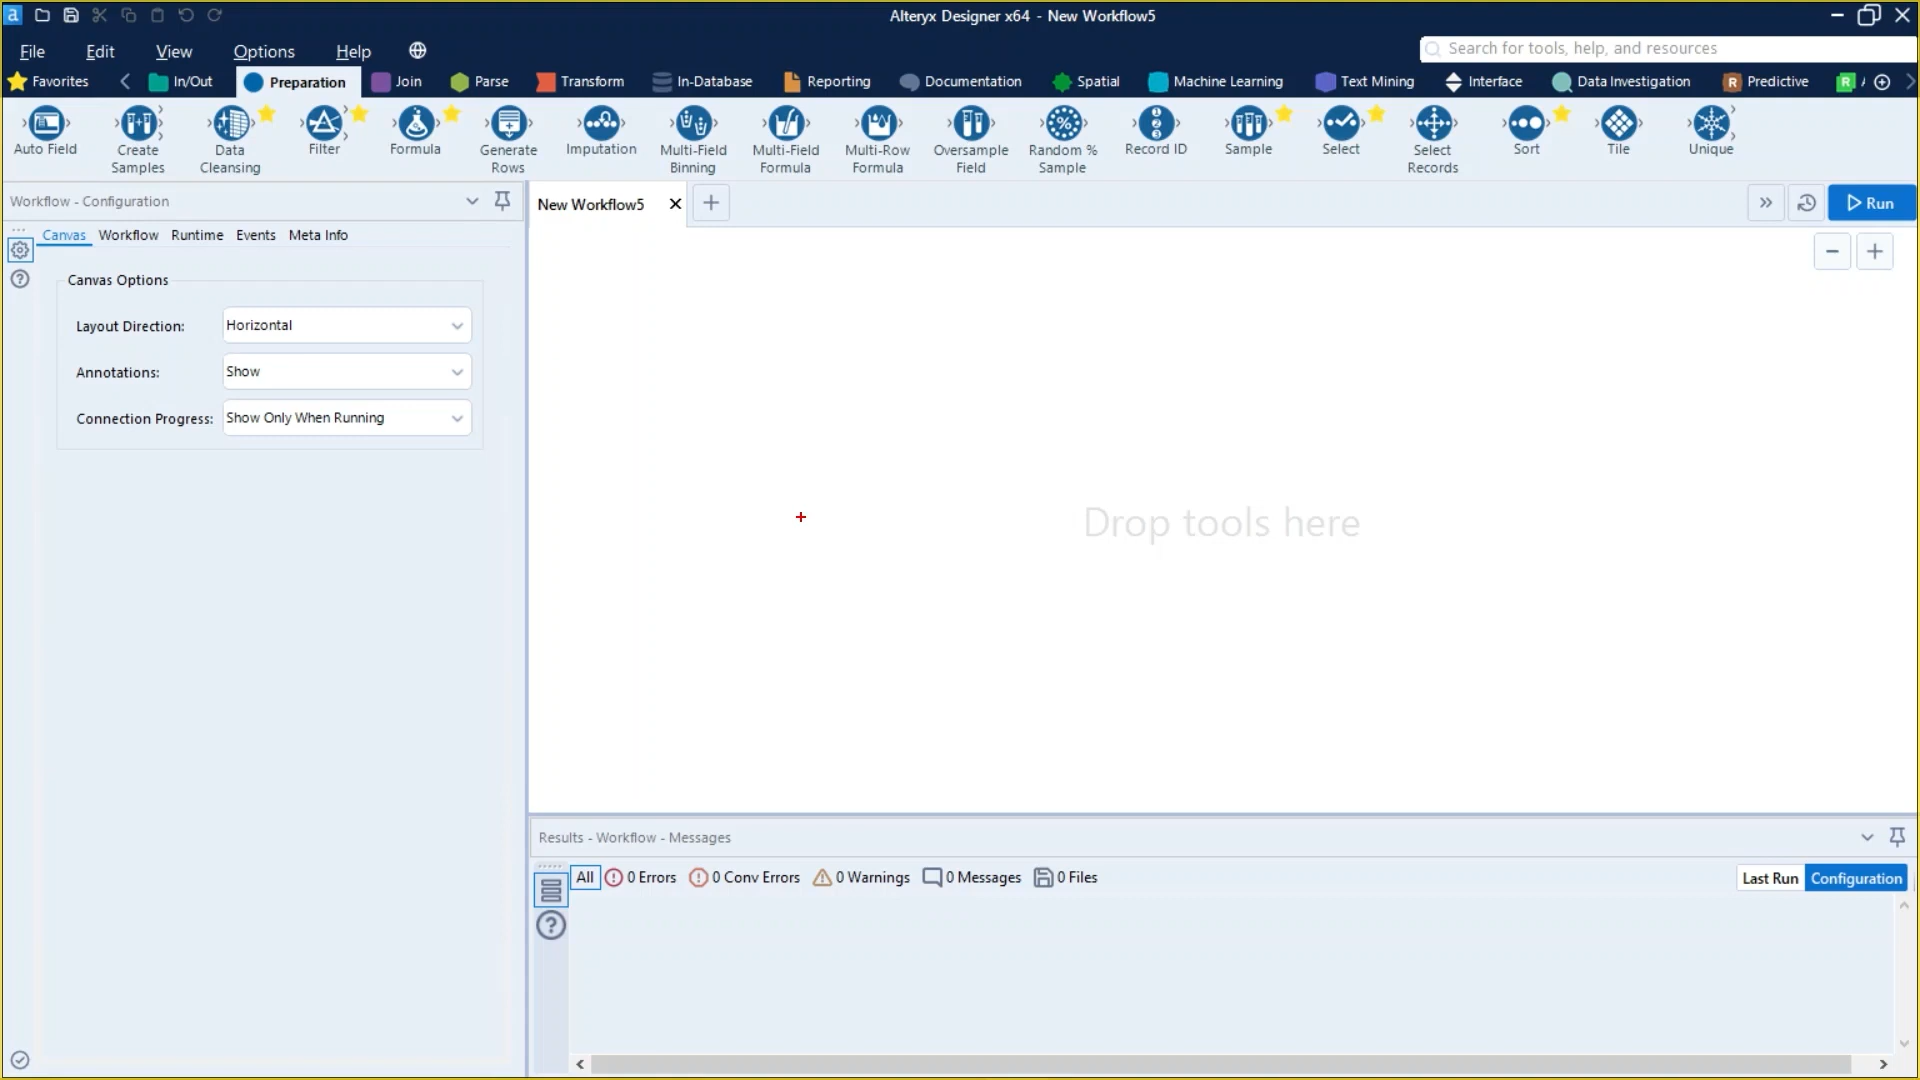 a
Alteryx Designer x64 - New Workflow5
File Edit View Options Help
Search for tools, help, and resources
Favorites In/Out Preparation Join Parse Transform In-Database Reporting Documentation Spatial Machine Learning Text Mining Interface Data Investigation R Predictive R
Auto Field
Create
Samples
Data
Cleansing
Filter
Formula
Generate
Rows
Imputation
Multi-Field
Binning
Multi-Field
Formula
Multi-Row
Formula
Oversample
Field
Random %
Sample
123
Record ID
Sample
Select
Select
Records
Sort
Tile
Unique
Workflow - Configuration
New Workflow5
Run
Canvas Workflow Runtime Events Meta Info
Canvas Options
Layout Direction: Horizontal
Annotations: Show
Connection Progress: Show Only When Running
Drop tools here
Results - Workflow - Messages
All 0 Errors 0 Conv Errors 0 Warnings 0 Messages 0 Files
Last Run Configuration